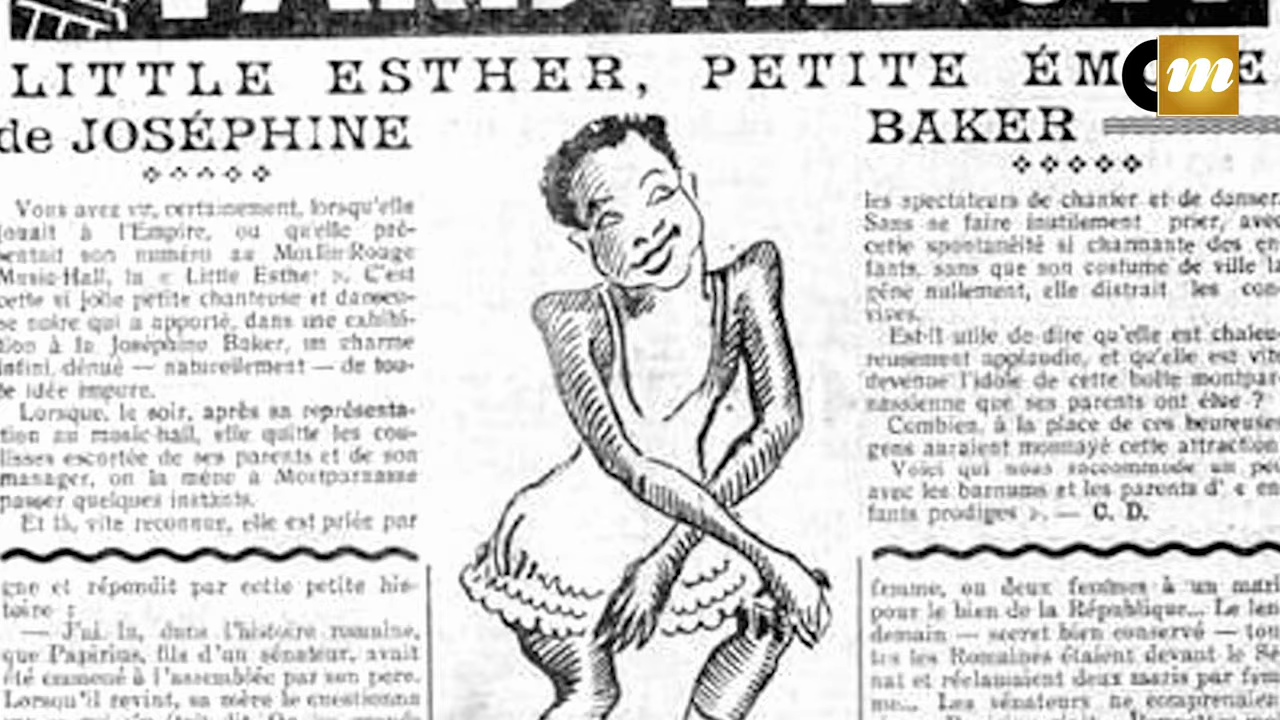 LITTLE ESTHER, PETITE ÉM
de JOSÉPHINE BAKER
Vous avez vu, certainement, lorsqu'elle
jouait à l'Empire, ou qu'elle pré-
sentait son numéro au Moulin-Rouge
Music-Hall, la « Little Esther ». C'est
cette si jolie petite chanteuse et danseu-
se noire qui a apporté, dans une exhibi-
tion à la Joséphine Baker, un charme
infini, dénué — naturellement — de tou-
te idée impure.
Lorsque, le soir, après sa représenta-
tion au music-hall, elle quitte les cou-
lisses escortée de ses parents et de son
manager, on la mène à Montparnasse
passer quelques instants.
Et là, vite reconnue, elle est priée par
les spectateurs de chanter et de danser.
Sans se faire inutilement prier, avec
cette spontanéité si charmante des en-
fants, sans que son costume de ville la
gêne nullement, elle distrait les con-
vives.
Est-il utile de dire qu'elle est chaleu-
reusement applaudie, et qu'elle est vite
devenue l'idole de cette boîte montpar-
nassienne que ses parents ont élue ?
Combien, à la place de ces heureuses
gens auraient monnayé cette attraction.
Voici qui nous raccommode un peu
avec les barnums et les parents d' « en-
fants prodiges ». — C. D.
gne et répondit par cette petite his-
toire :
— J'ai lu, dans l'histoire romaine,
que Papirius, fils d'un sénateur, avait
été emmené à l'assemblée par son père.
Lorsqu'il revint, sa mère le questionna
femme, ou deux femmes à un mari
pour le bien de la République... Le len-
demain — secret bien conservé — tou-
tes les Romaines étaient devant le Sé-
nat et réclamaient deux maris par fem-
me... Les sénateurs ne comprenaient
m